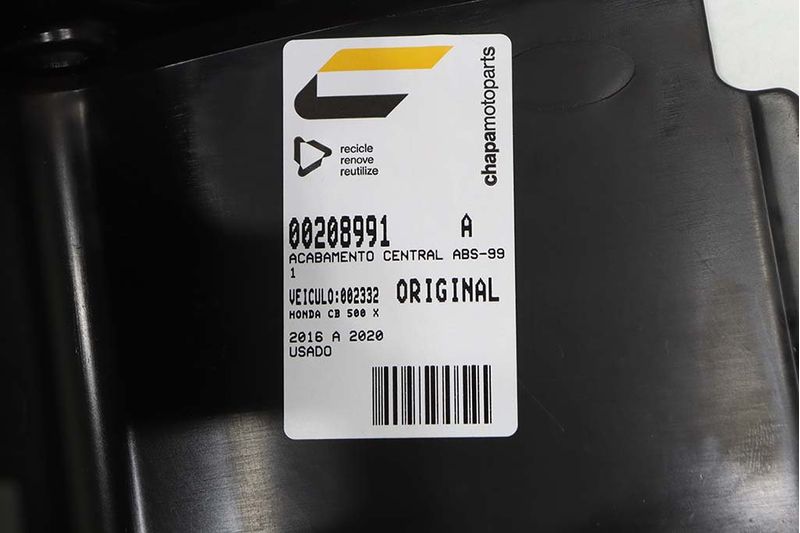 chapamotoparts
recicle
renove
reutilize
00208991 A
ACABAMENTO CENTRAL ABS-99
1
VEICULO:002332 ORIGINAL
HONDA CB 500 X
2016 A 2020
USADO